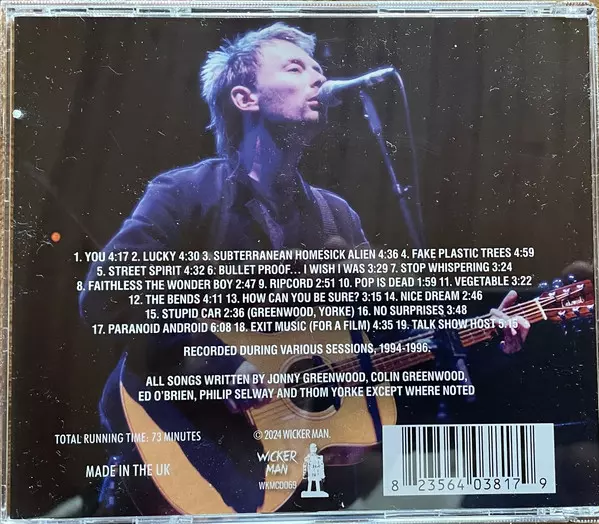 1. YOU 4:17 2. LUCKY 4:30 3. SUBTERRANEAN HOMESICK ALIEN 4:36 4. FAKE PLASTIC TREES 4:59
5. STREET SPIRIT 4:32 6: BULLET PROOF... I WISH I WAS 3:29 7. STOP WHISPERING 3:24
8. FAITHLESS THE WONDER BOY 2:47 9. RIPCORD 2:51 10. POP IS DEAD 1:59 11. VEGETABLE 3:22
12. THE BENDS 4:11 13. HOW CAN YOU BE SURE? 3:15 14. NICE DREAM 2:46
15. STUPID CAR 2:36 (GREENWOOD, YORKE) 16. NO SURPRISES 3:48
17. PARANOID ANDROID 6:08 18. EXIT MUSIC (FOR A FILM) 4:35 19. TALK SHOW HOST 5:15
RECORDED DURING VARIOUS SESSIONS, 1994-1996.
ALL SONGS WRITTEN BY JONNY GREENWOOD, COLIN GREENWOOD,
ED O'BRIEN, PHILIP SELWAY AND THOM YORKE EXCEPT WHERE NOTED
TOTAL RUNNING TIME: 73 MINUTES
MADE IN THE UK
© 2024 WICKER MAN.
WICKER
MAN
WKMCD069
8 23564 03817 9